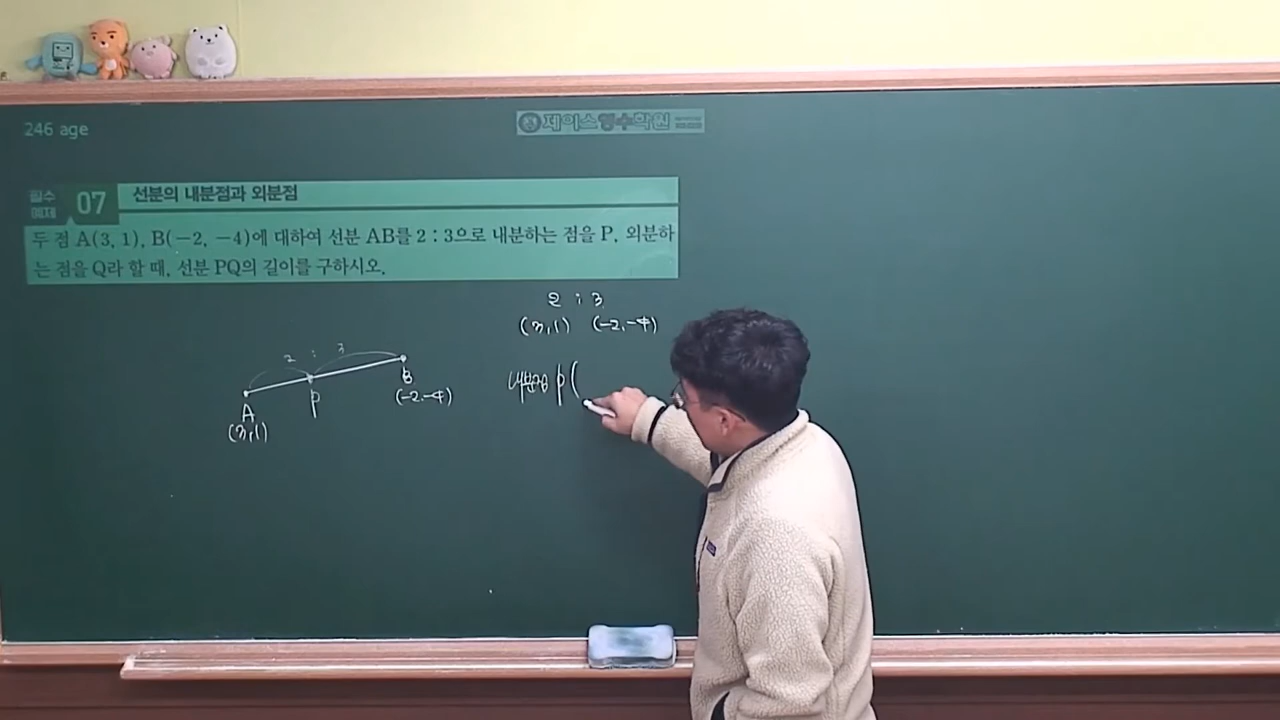 246 age
제이스영수학원
필수 예제 07 선분의 내분점과 외분점
두 점 A(3, 1), B(−2, −4)에 대하여 선분 AB를 2 : 3으로 내분하는 점을 P, 외분하
는 점을 Q라 할 때, 선분 PQ의 길이를 구하시오.
2 : 3
(3,1) (-2,-4)
2 : 3
A
P
B
(3,1)
(-2,-4)
내분점 P(